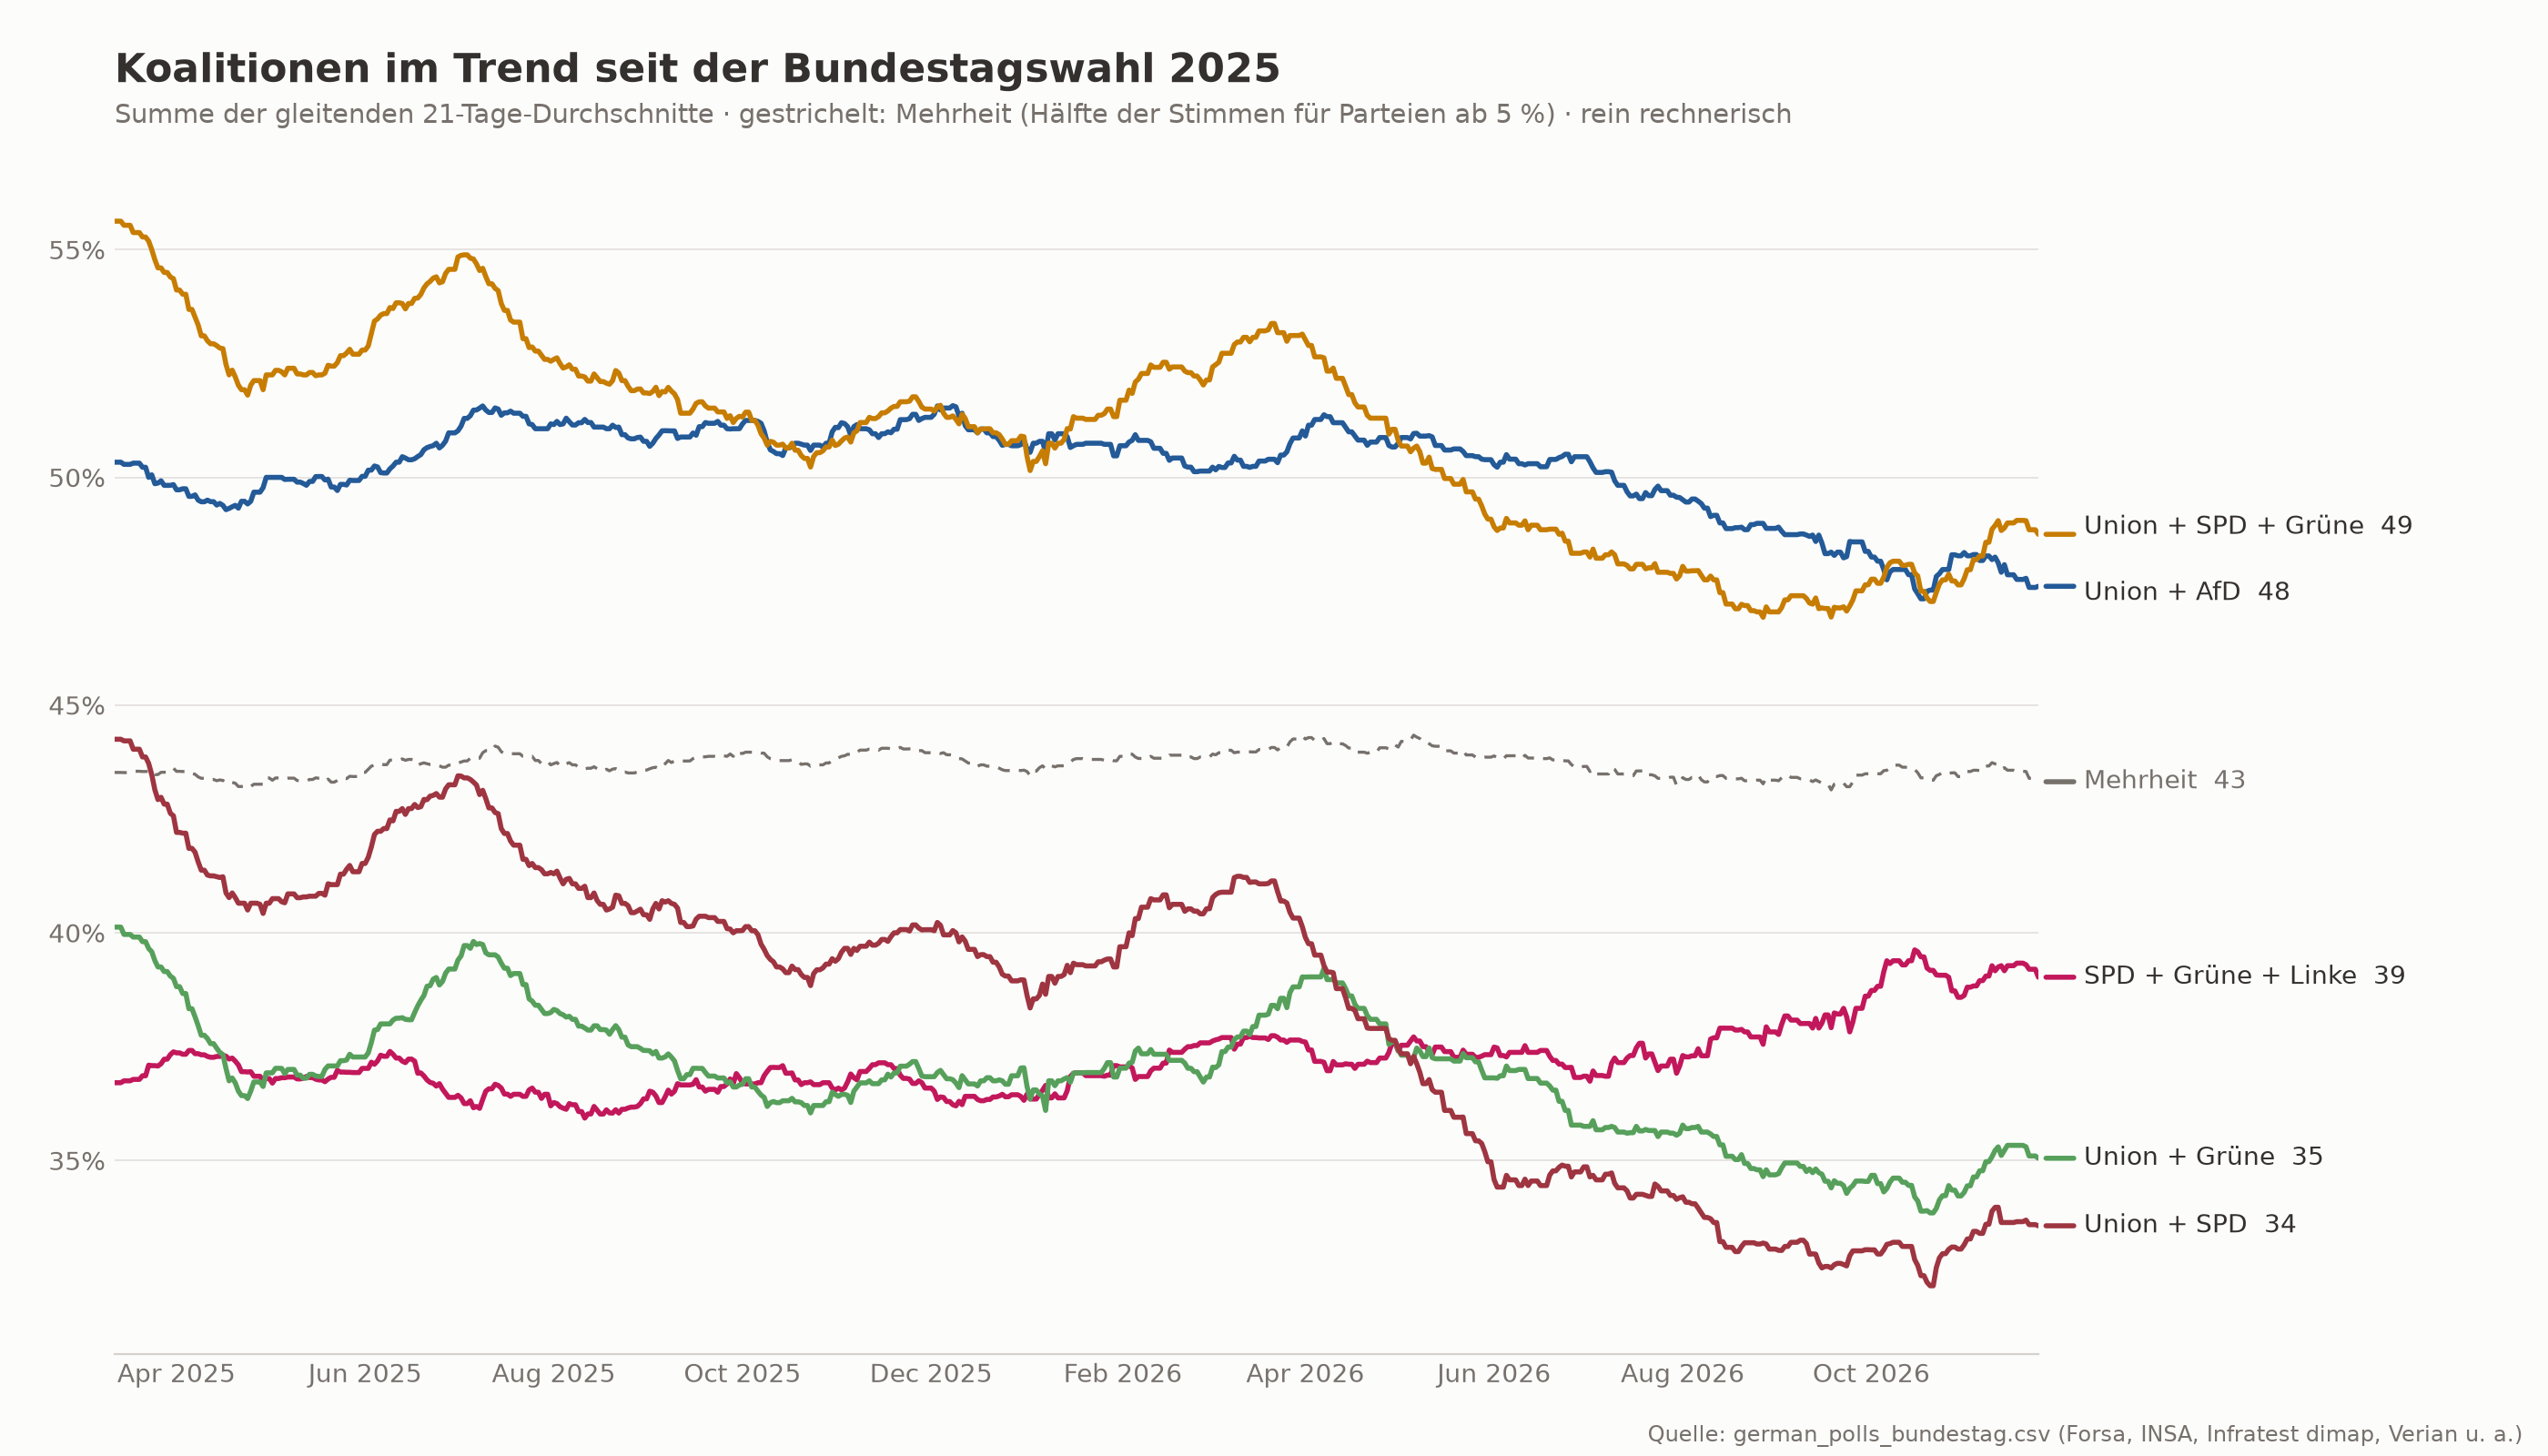 Koalitionen im Trend seit der Bundestagswahl 2025
Summe der gleitenden 21-Tage-Durchschnitte · gestrichelt: Mehrheit (Hälfte der Stimmen für Parteien ab 5 %) · rein rechnerisch
55%
50%
Union + SPD + Grüne 49
Union + AfD 48
45%
Mehrheit 43
40%
SPD + Grüne + Linke 39
35%
Union + Grüne 35
Union + SPD 34
Apr 2025 Jun 2025 Aug 2025 Oct 2025 Dec 2025 Feb 2026 Apr 2026 Jun 2026 Aug 2026 Oct 2026
Quelle: german_polls_bundestag.csv (Forsa, INSA, Infratest dimap, Verian u. a.)